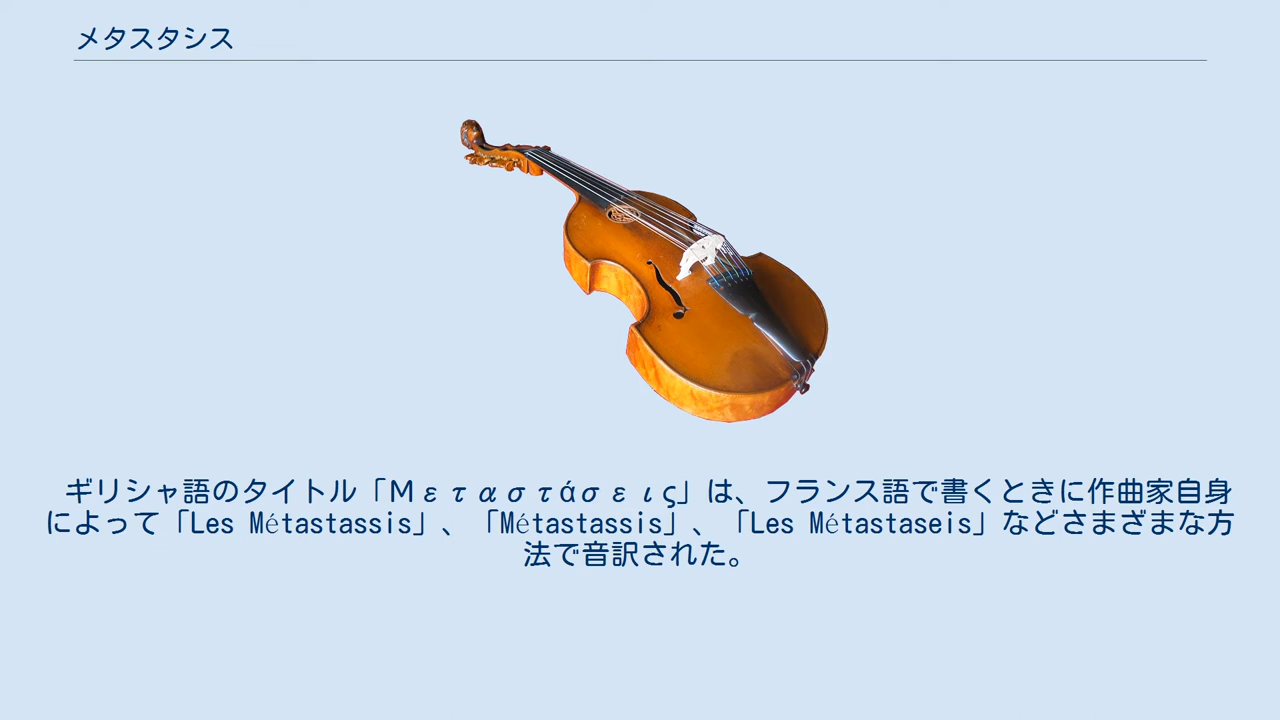 メタスタシス
ギリシャ語のタイトル「Μεταστάσεις」は、フランス語で書くときに作曲家自身
によって「Les Métastassis」、「Métastassis」、「Les Métastaseis」などさまざまな方
法で音訳された。